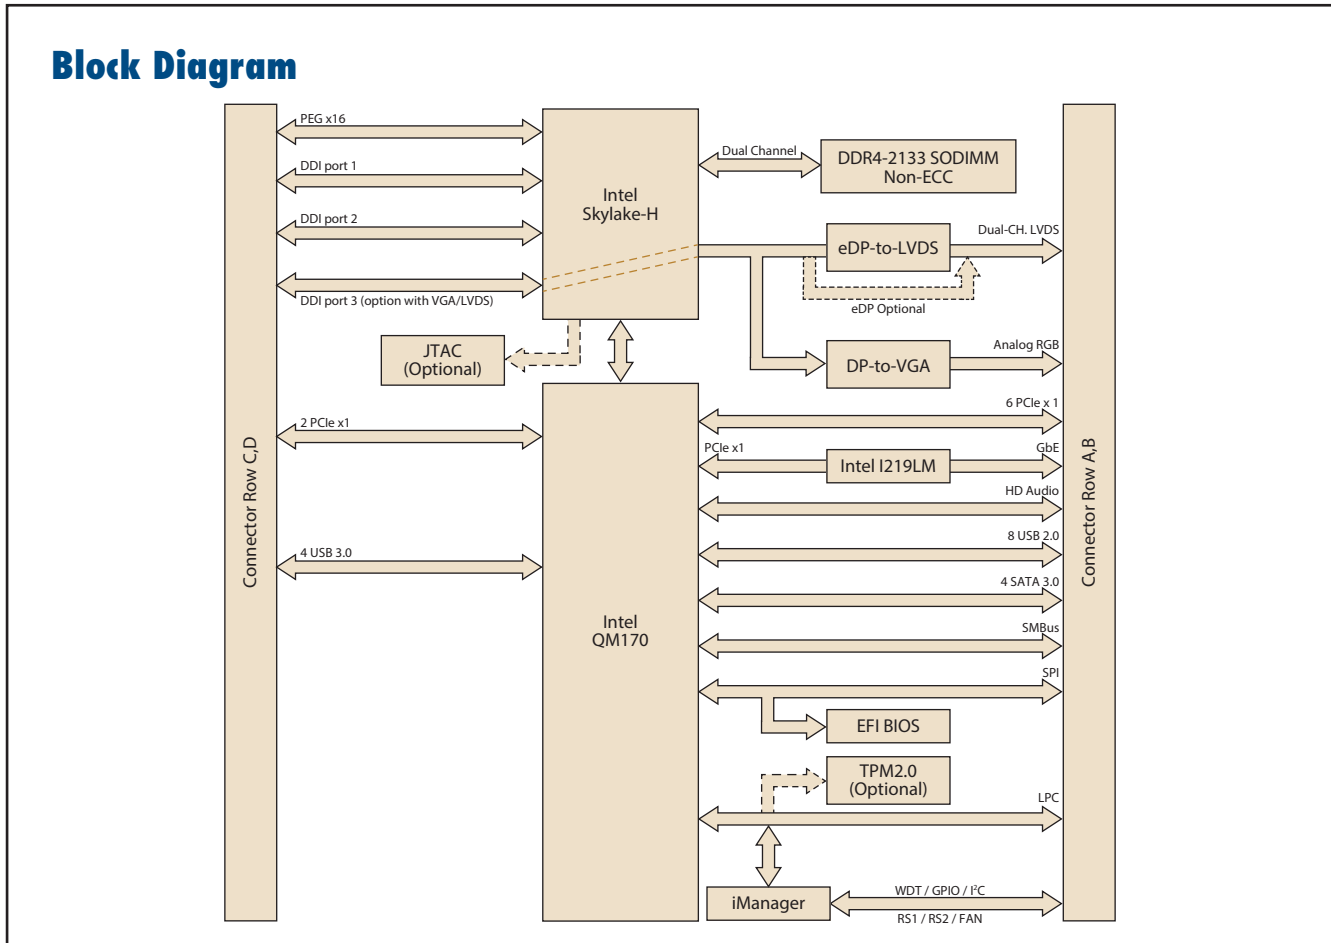 Block Diagram
PEG x16
DDI port 1
DDI port 2
DDI port 3 (option with VGA/LVDS)
Intel
Skylake-H
Dual Channel
DDR4-2133 SODIMM
Non-ECC
eDP-to-LVDS
Dual-CH. LVDS
eDP Optional
JTAC
(Optional)
DP-to-VGA
Analog RGB
Connector Row C,D
2 PCIe x1
4 USB 3.0
Intel
QM170
6 PCIe x 1
PCIe x1
Intel I219LM
GbE
HD Audio
8 USB 2.0
4 SATA 3.0
SMBus
SPI
EFI BIOS
TPM2.0
(Optional)
LPC
iManager
WDT / GPIO / I²C
RS1 / RS2 / FAN
Connector Row A,B